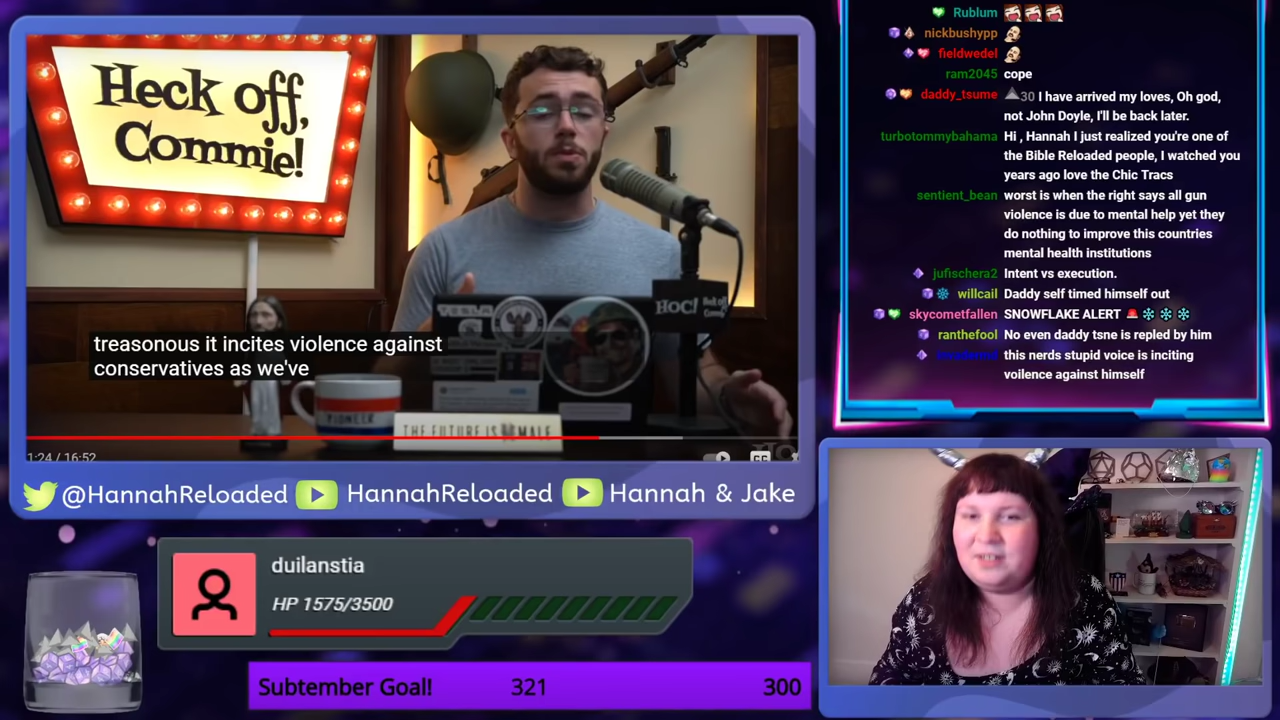 Heck off,
Commie!
TESLA
HOC!
treasonous it incites violence against
conservatives as we've
PIONEER
THE FUTURE IS MALE
1:24 / 16:52
CC
@HannahReloaded
HannahReloaded
Hannah & Jake
duilanstia
HP 1575/3500
Subtember Goal! 321 300
Rublum
nickbushypp
fieldwedel
ram2045 cope
daddy_tsume 30 I have arrived my loves, Oh god,
not John Doyle, I'll be back later.
turbotommybahama Hi , Hannah I just realized you're one of
the Bible Reloaded people, I watched you
years ago love the Chic Tracs
sentient_bean worst is when the right says all gun
violence is due to mental help yet they
do nothing to improve this countries
mental health institutions
jufischera2 Intent vs execution.
willcail Daddy self timed himself out
skycometfallen SNOWFLAKE ALERT
ranthefool No even daddy tsne is repled by him
this nerds stupid voice is inciting
voilence against himself